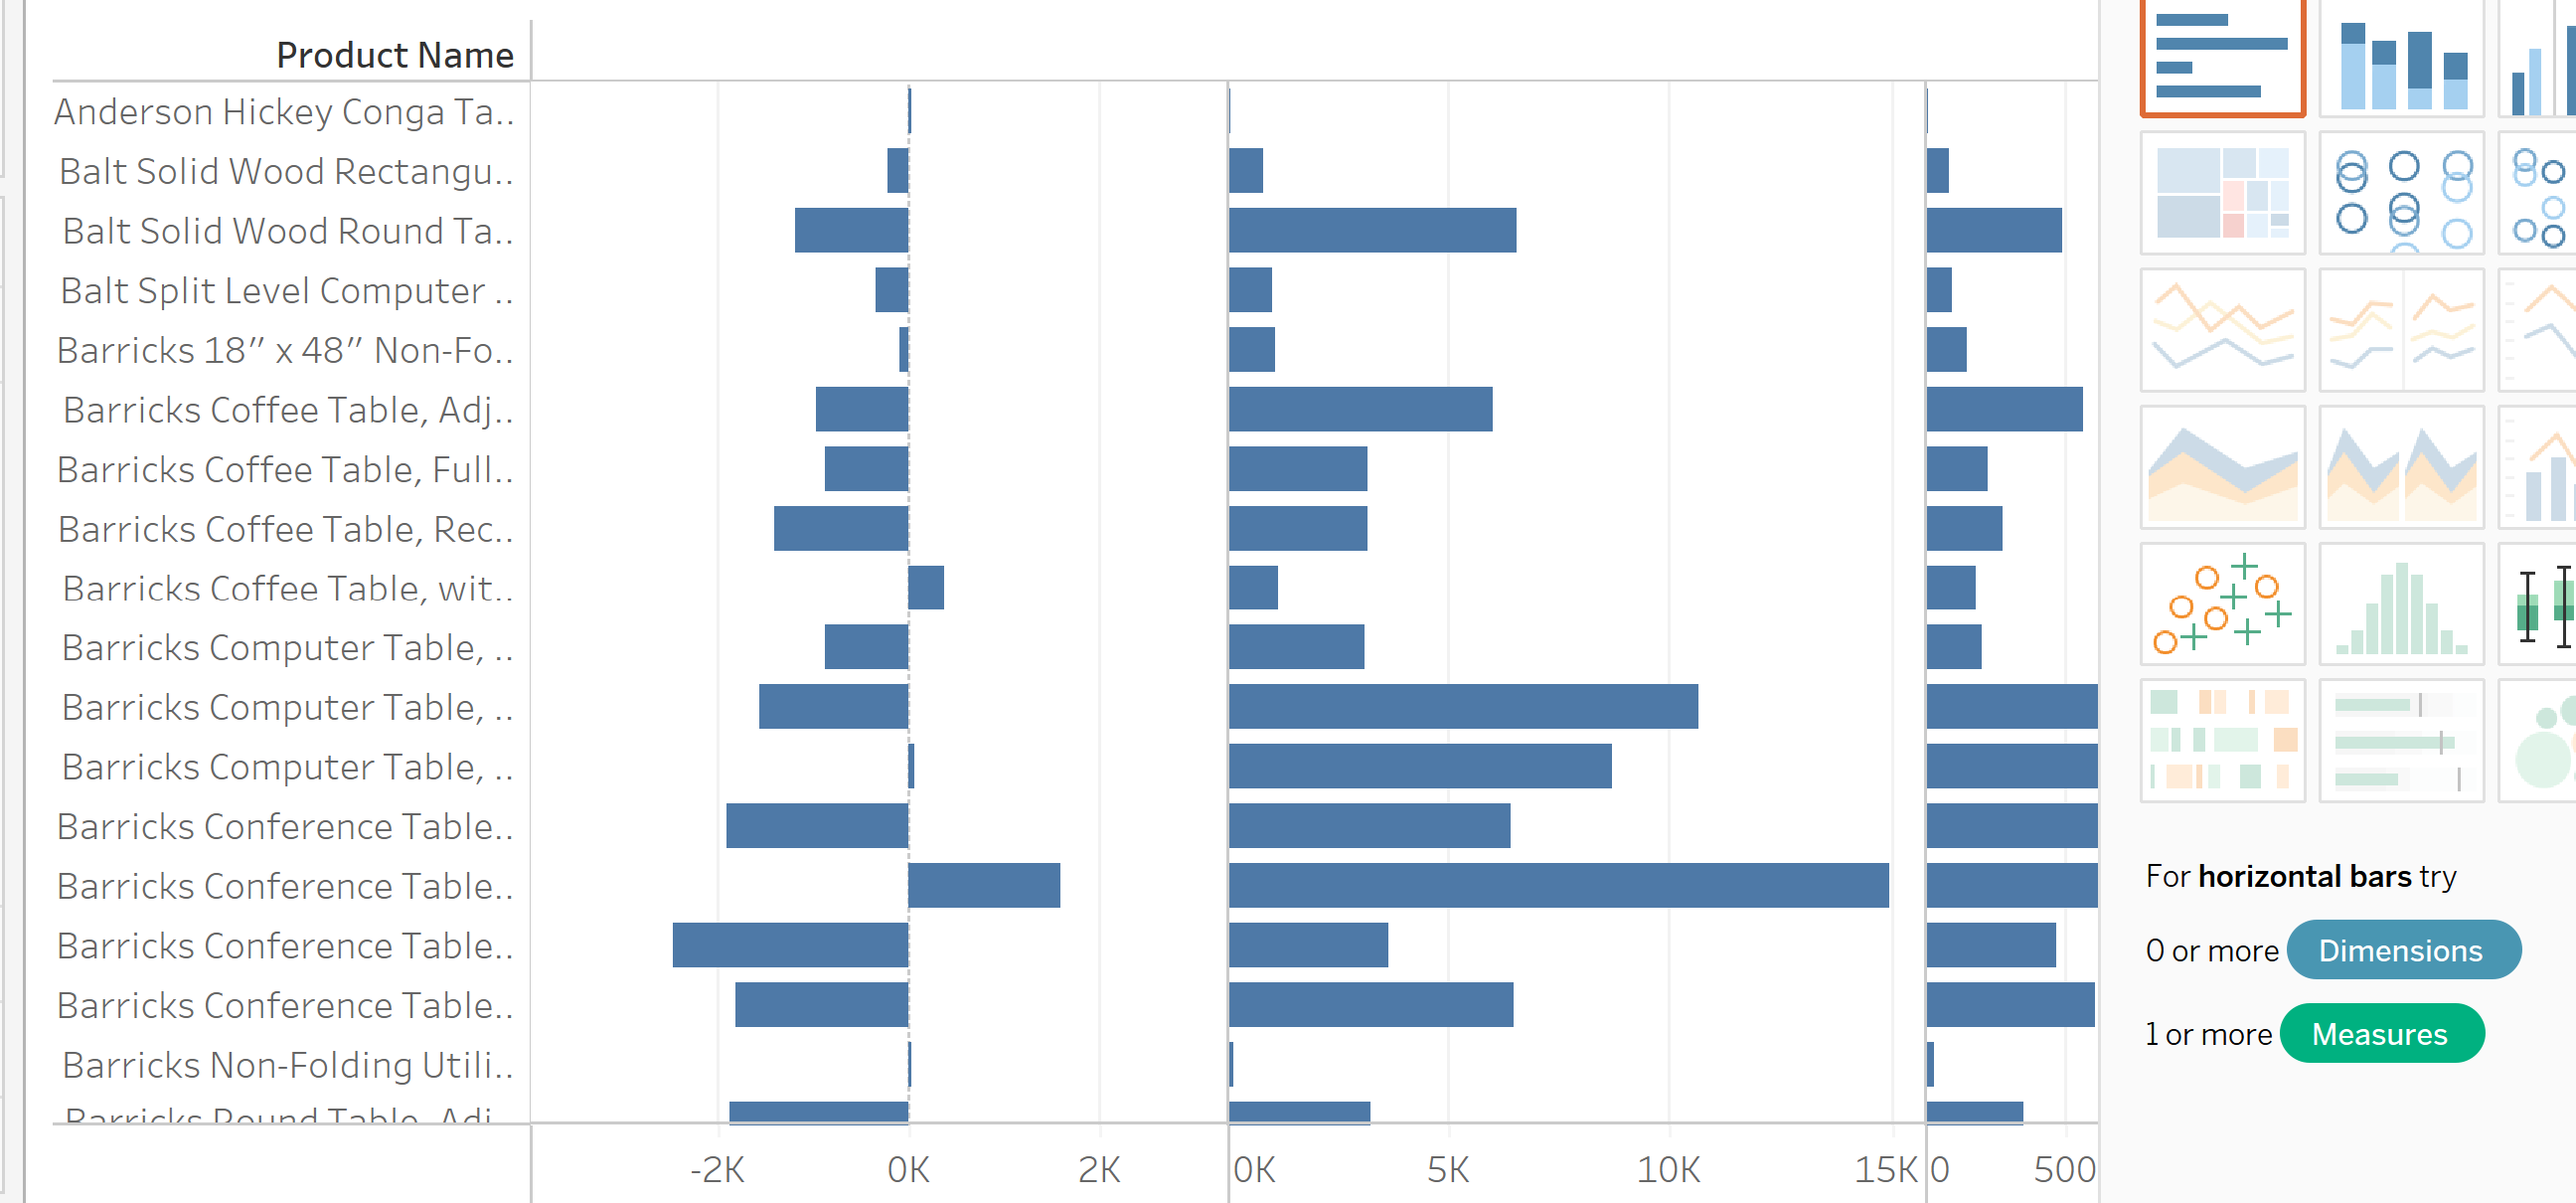 Product Name
Anderson Hickey Conga Ta..
Balt Solid Wood Rectangu..
Balt Solid Wood Round Ta..
Balt Split Level Computer ..
Barricks 18” x 48” Non-Fo..
Barricks Coffee Table, Adj..
Barricks Coffee Table, Full..
Barricks Coffee Table, Rec..
Barricks Coffee Table, wit..
Barricks Computer Table, ..
Barricks Computer Table, ..
Barricks Computer Table, ..
Barricks Conference Table..
Barricks Conference Table..
Barricks Conference Table..
Barricks Conference Table..
Barricks Non-Folding Utili..
Barricks Round Table, Adj..
-2K 0K 2K 0K 5K 10K 15K 0 500
For horizontal bars try
0 or more Dimensions
1 or more Measures